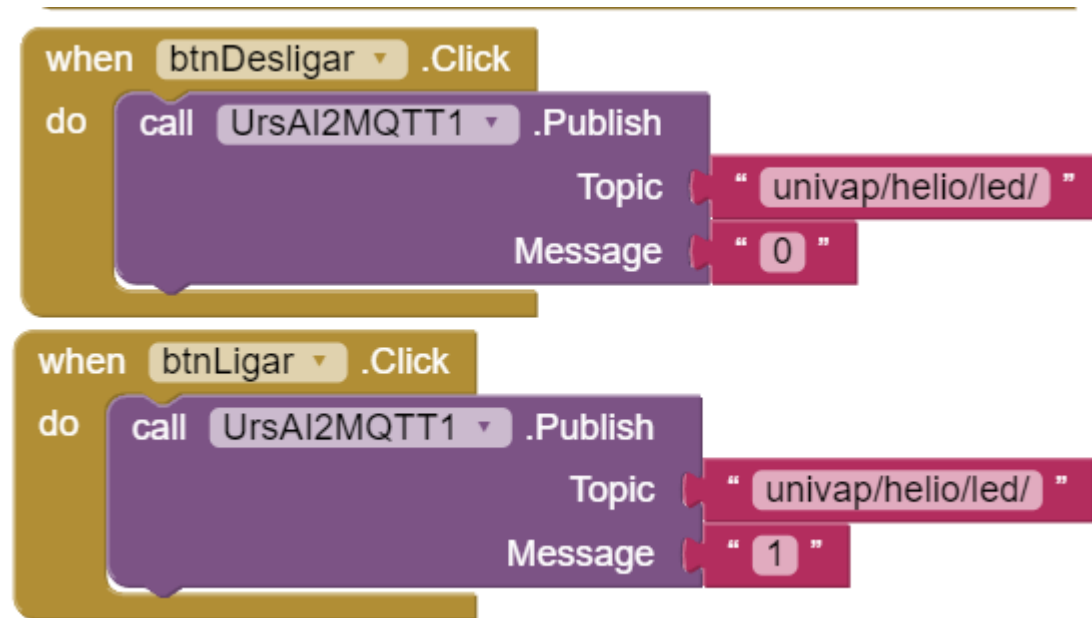 when btnDesligar .Click
do call UrsAI2MQTT1 .Publish
Topic “ univap/helio/led/ ”
Message “ 0 ”
when btnLigar .Click
do call UrsAI2MQTT1 .Publish
Topic “ univap/helio/led/ ”
Message “ 1 ”